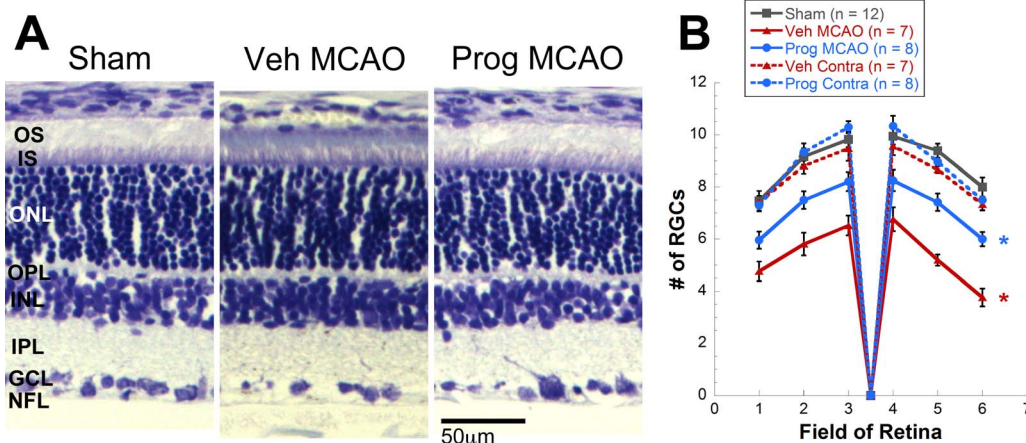 A
Sham
Veh MCAO
Prog MCAO
OS
IS
ONL
OPL
INL
IPL
GCL
NFL
50μm
B
Sham (n = 12)
Veh MCAO (n = 7)
Prog MCAO (n = 8)
Veh Contra (n = 7)
Prog Contra (n = 8)
# of RGCs
12
10
8
6
4
2
0
*
*
0 1 2 3 4 5 6 7
Field of Retina